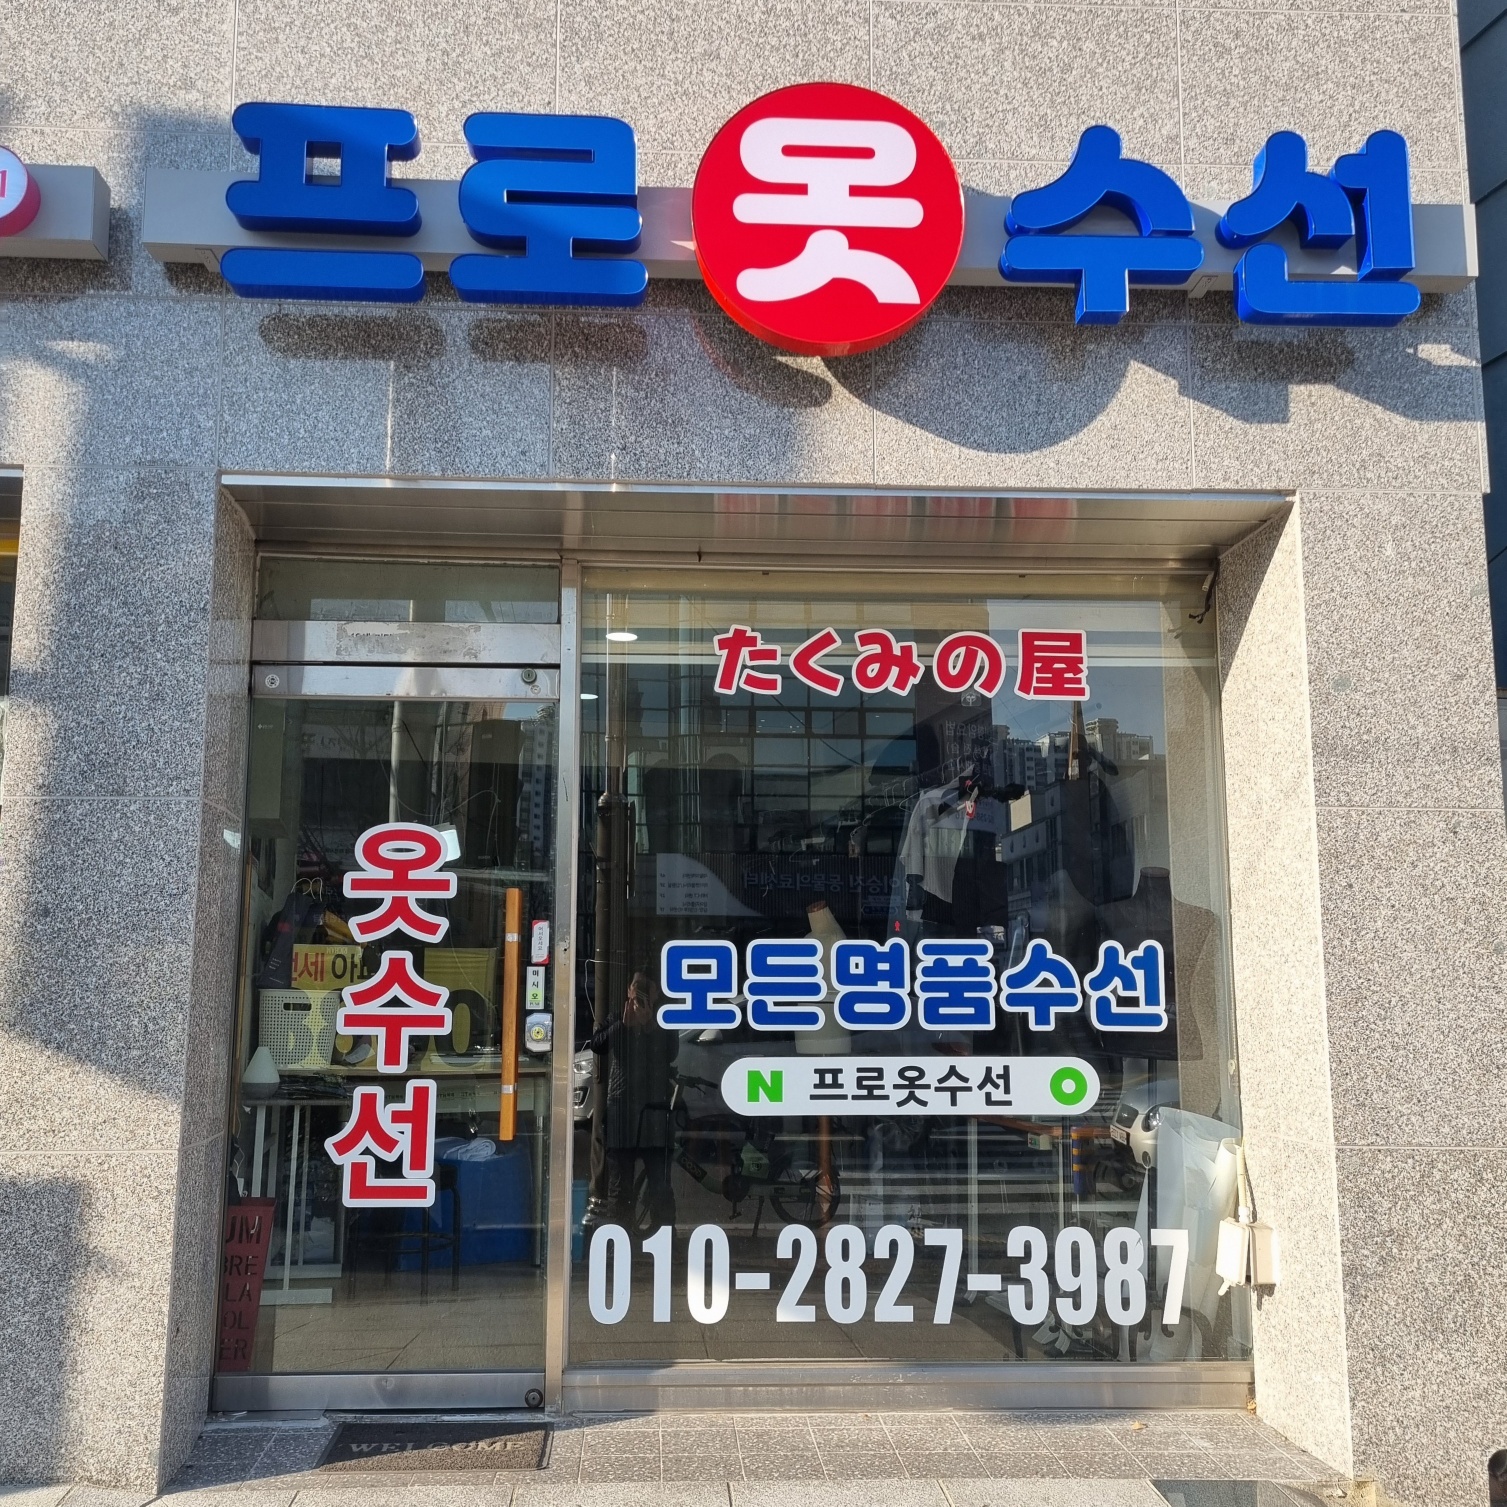 프로옷수선
たくみの屋
옷수선
모든명품수선
N 프로옷수선
010-2827-3987
WELCOME